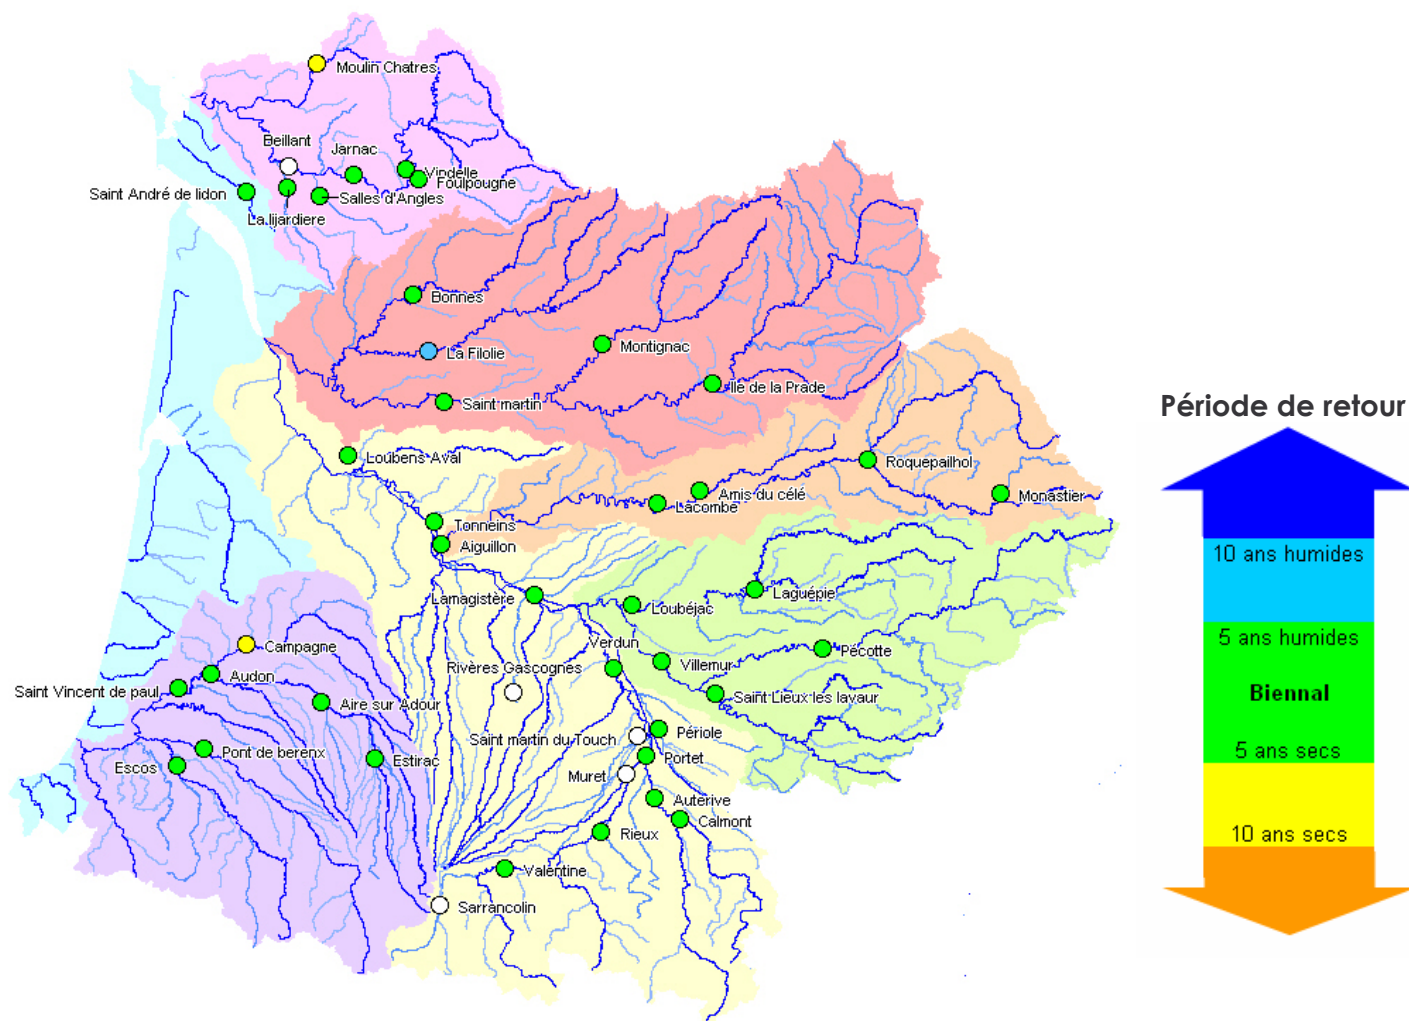 Moulin Chatres
Beillant
Jarnac
Vindelle
Foulpougne
Saint André de lidon
Salles d'Angles
La lijardiere
Bonnes
La Filolie
Montignac
Ile de la Prade
Saint martin
Période de retour
Loubens Aval
Roquepailhol
Amis du célé
Monastier
Lacombe
Tonneins
Aiguillon
10 ans humides
Lamagistère
Loubéjac
Laguépie
5 ans humides
Campagne
Verdun
Pécotte
Rivères Gascognes
Villemur
Audon
Saint Vincent de paul
Saint Lieux les lavaur
Biennal
Aire sur Adour
Saint martin du Touch
Périole
Pont de berenx
Estirac
Portet
5 ans secs
Escos
Muret
Auterive
Calmont
Rieux
10 ans secs
Valentine
Sarrancolin